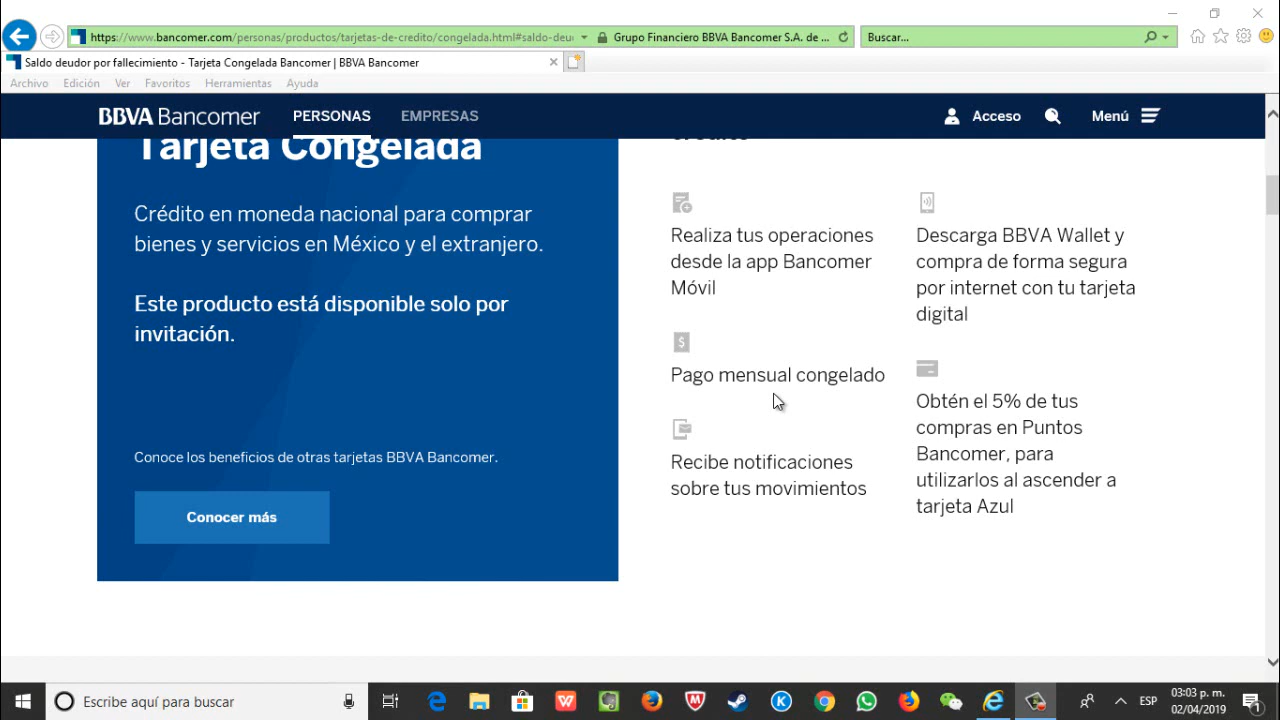 https://www.bancomer.com/personas/productos/tarjetas-de-credito/congelada.html#saldo-deu
Grupo Financiero BBVA Bancomer S.A. de ...
Buscar...
Saldo deudor por fallecimiento - Tarjeta Congelada Bancomer | BBVA Bancomer
Archivo Edición Ver Favoritos Herramientas Ayuda
BBVA Bancomer PERSONAS EMPRESAS Acceso Menú
Tarjeta Congelada
Crédito en moneda nacional para comprar
bienes y servicios en México y el extranjero.
Este producto está disponible solo por
invitación.
Conoce los beneficios de otras tarjetas BBVA Bancomer.
Conocer más
Realiza tus operaciones
desde la app Bancomer
Móvil
Pago mensual congelado
Recibe notificaciones
sobre tus movimientos
Descarga BBVA Wallet y
compra de forma segura
por internet con tu tarjeta
digital
Obtén el 5% de tus
compras en Puntos
Bancomer, para
utilizarlos al ascender a
tarjeta Azul
Escribe aquí para buscar
ESP
03:03 p. m.
02/04/2019